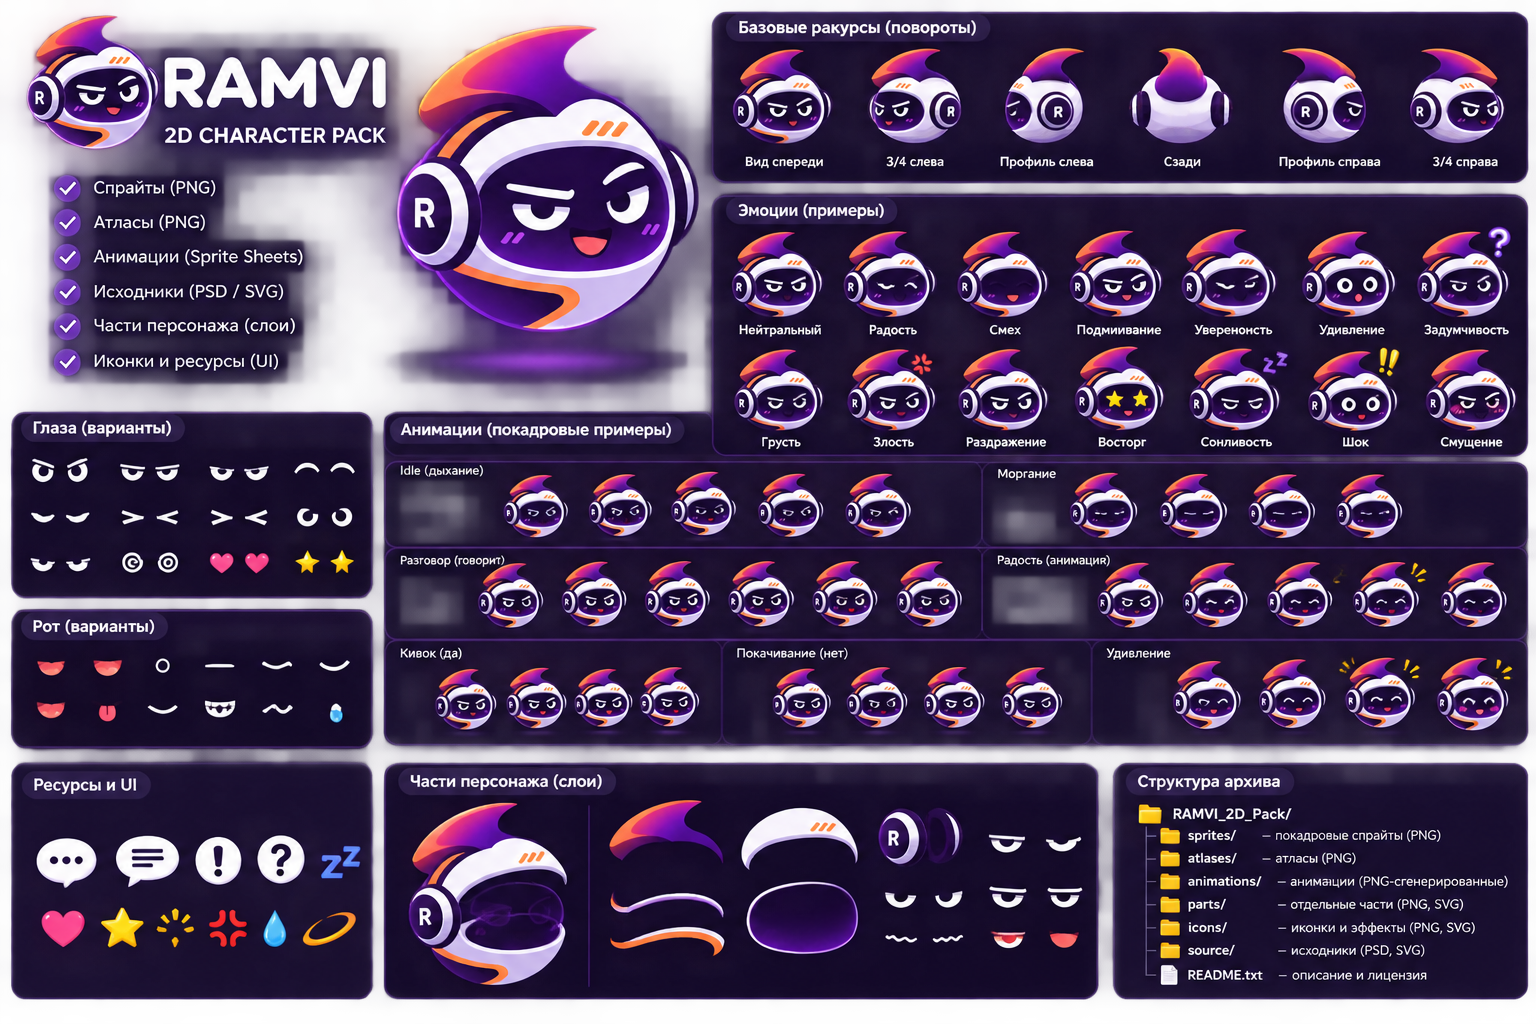 RAMVI
2D CHARACTER PACK
Спрайты (PNG)
Атласы (PNG)
Анимации (Sprite Sheets)
Исходники (PSD / SVG)
Части персонажа (слои)
Иконки и ресурсы (UI)
R
R
Базовые ракурсы (повороты)
Вид спереди
3/4 слева
Профиль слева
Сзади
Профиль справа
3/4 справа
Эмоции (примеры)
Нейтральный
Радость
Смех
Подмиивание
Уверенонсть
Удивление
Задумчивость
Грусть
Злость
Раздражение
Восторг
Сонливость
Шок
Смущенне
Глаза (варианты)
Рот (варианты)
Анимации (покадровые примеры)
Idle (дыхание)
Моргание
Разговор (говорит)
Радость (анимация)
Кивок (да)
Покачивание (нет)
Удивление
Ресурсы и UI
! ? zZ
Части персонажа (слои)
R
R
Структура архива
RAMVI_2D_Pack/
sprites/ – покадровые спрайты (PNG)
atlases/ – атласы (PNG)
animations/ – анимации (PNG-сгенерированные)
parts/ – отдельные части (PNG, SVG)
icons/ – иконки и эффекты (PNG, SVG)
source/ – исходники (PSD, SVG)
README.txt – описание и лицензия